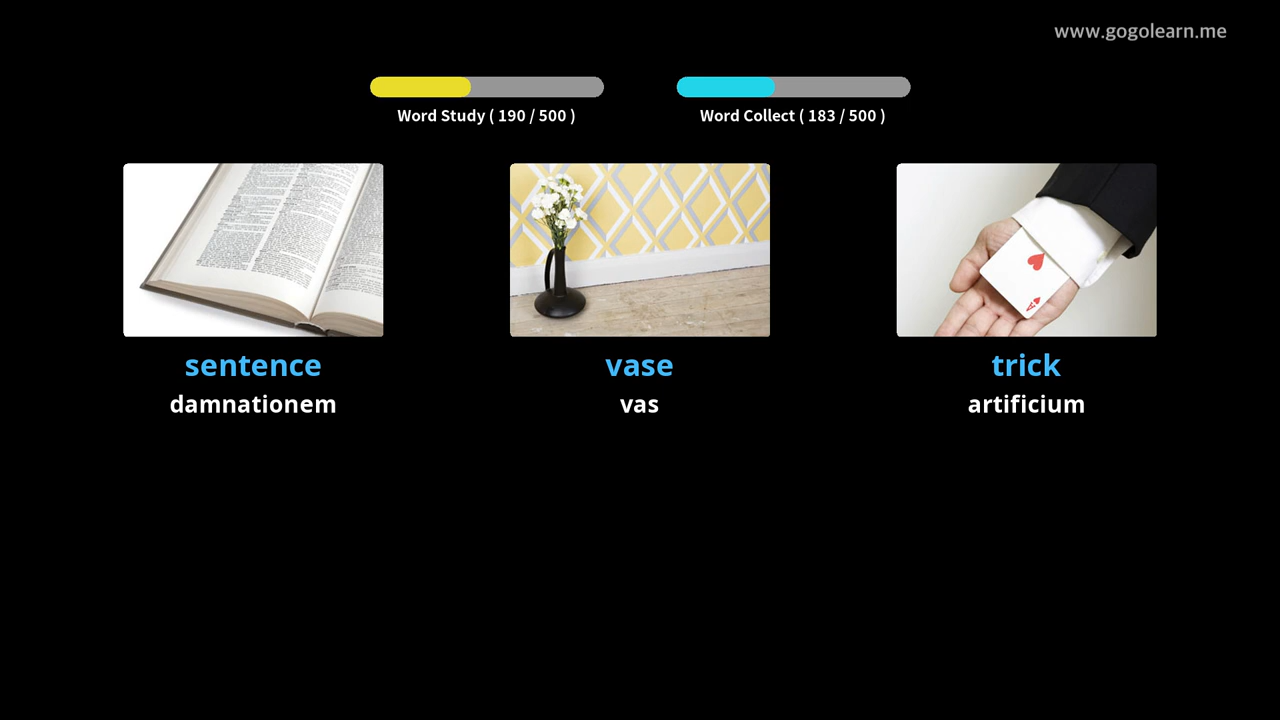 www.gogolearn.me
Word Study ( 190 / 500 )
Word Collect ( 183 / 500 )
sentence
vase
trick
damnationem
vas
artificium